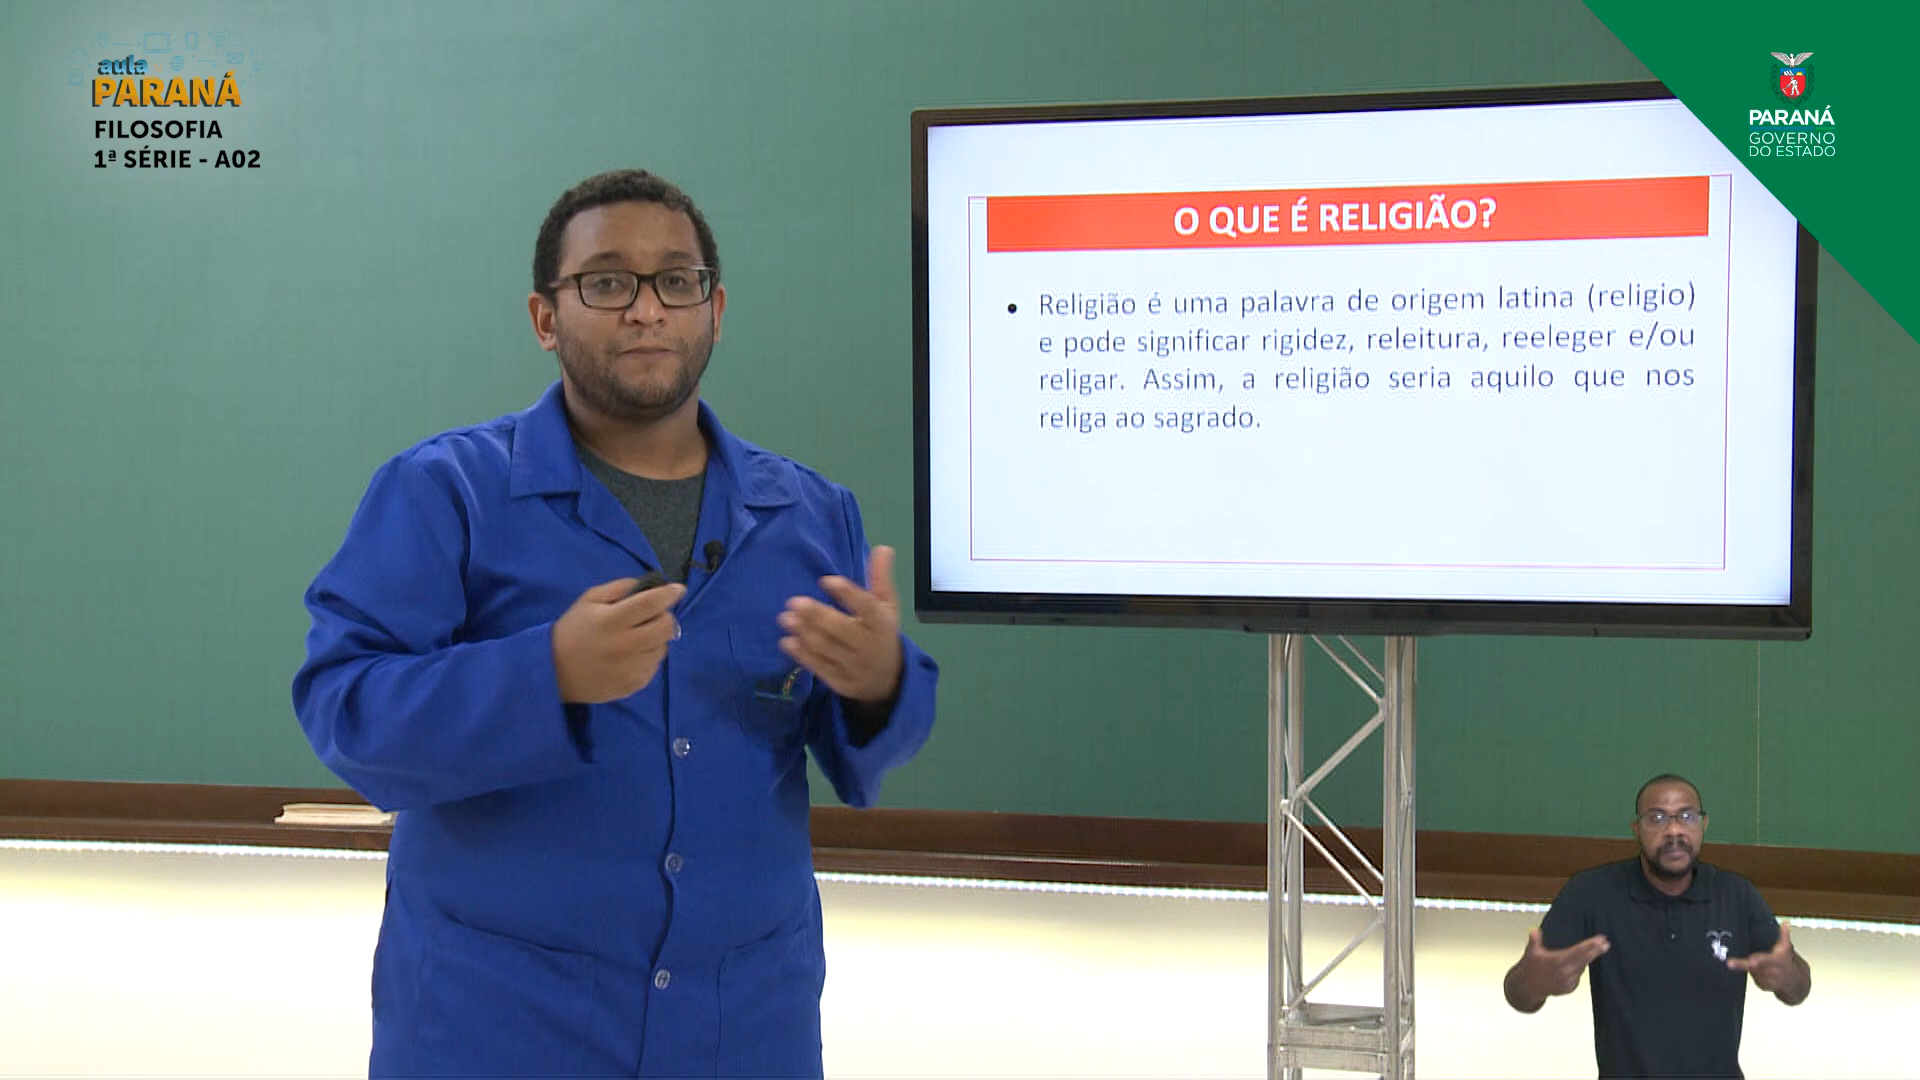 aula
PARANÁ
FILOSOFIA
1ª SÉRIE - A02
PARANÁ
GOVERNO
DO ESTADO
O QUE É RELIGIÃO?
• Religião é uma palavra de origem latina (religio)
e pode significar rigidez, releitura, reeleger e/ou
religar. Assim, a religião seria aquilo que nos
religa ao sagrado.